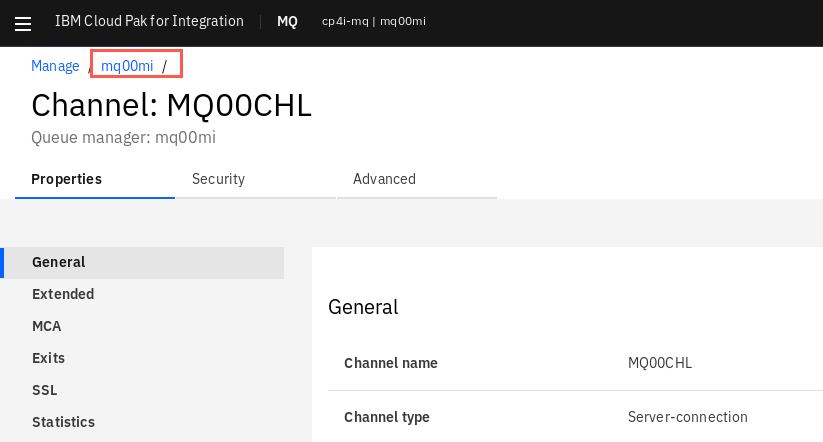 IBM Cloud Pak for Integration | MQ cp4i-mq | mq00mi
Manage / mq00mi /
Channel: MQ00CHL
Queue manager: mq00mi
Properties Security Advanced
General
Extended
MCA
Exits
SSL
Statistics
General
Channel name MQ00CHL
Channel type Server-connection